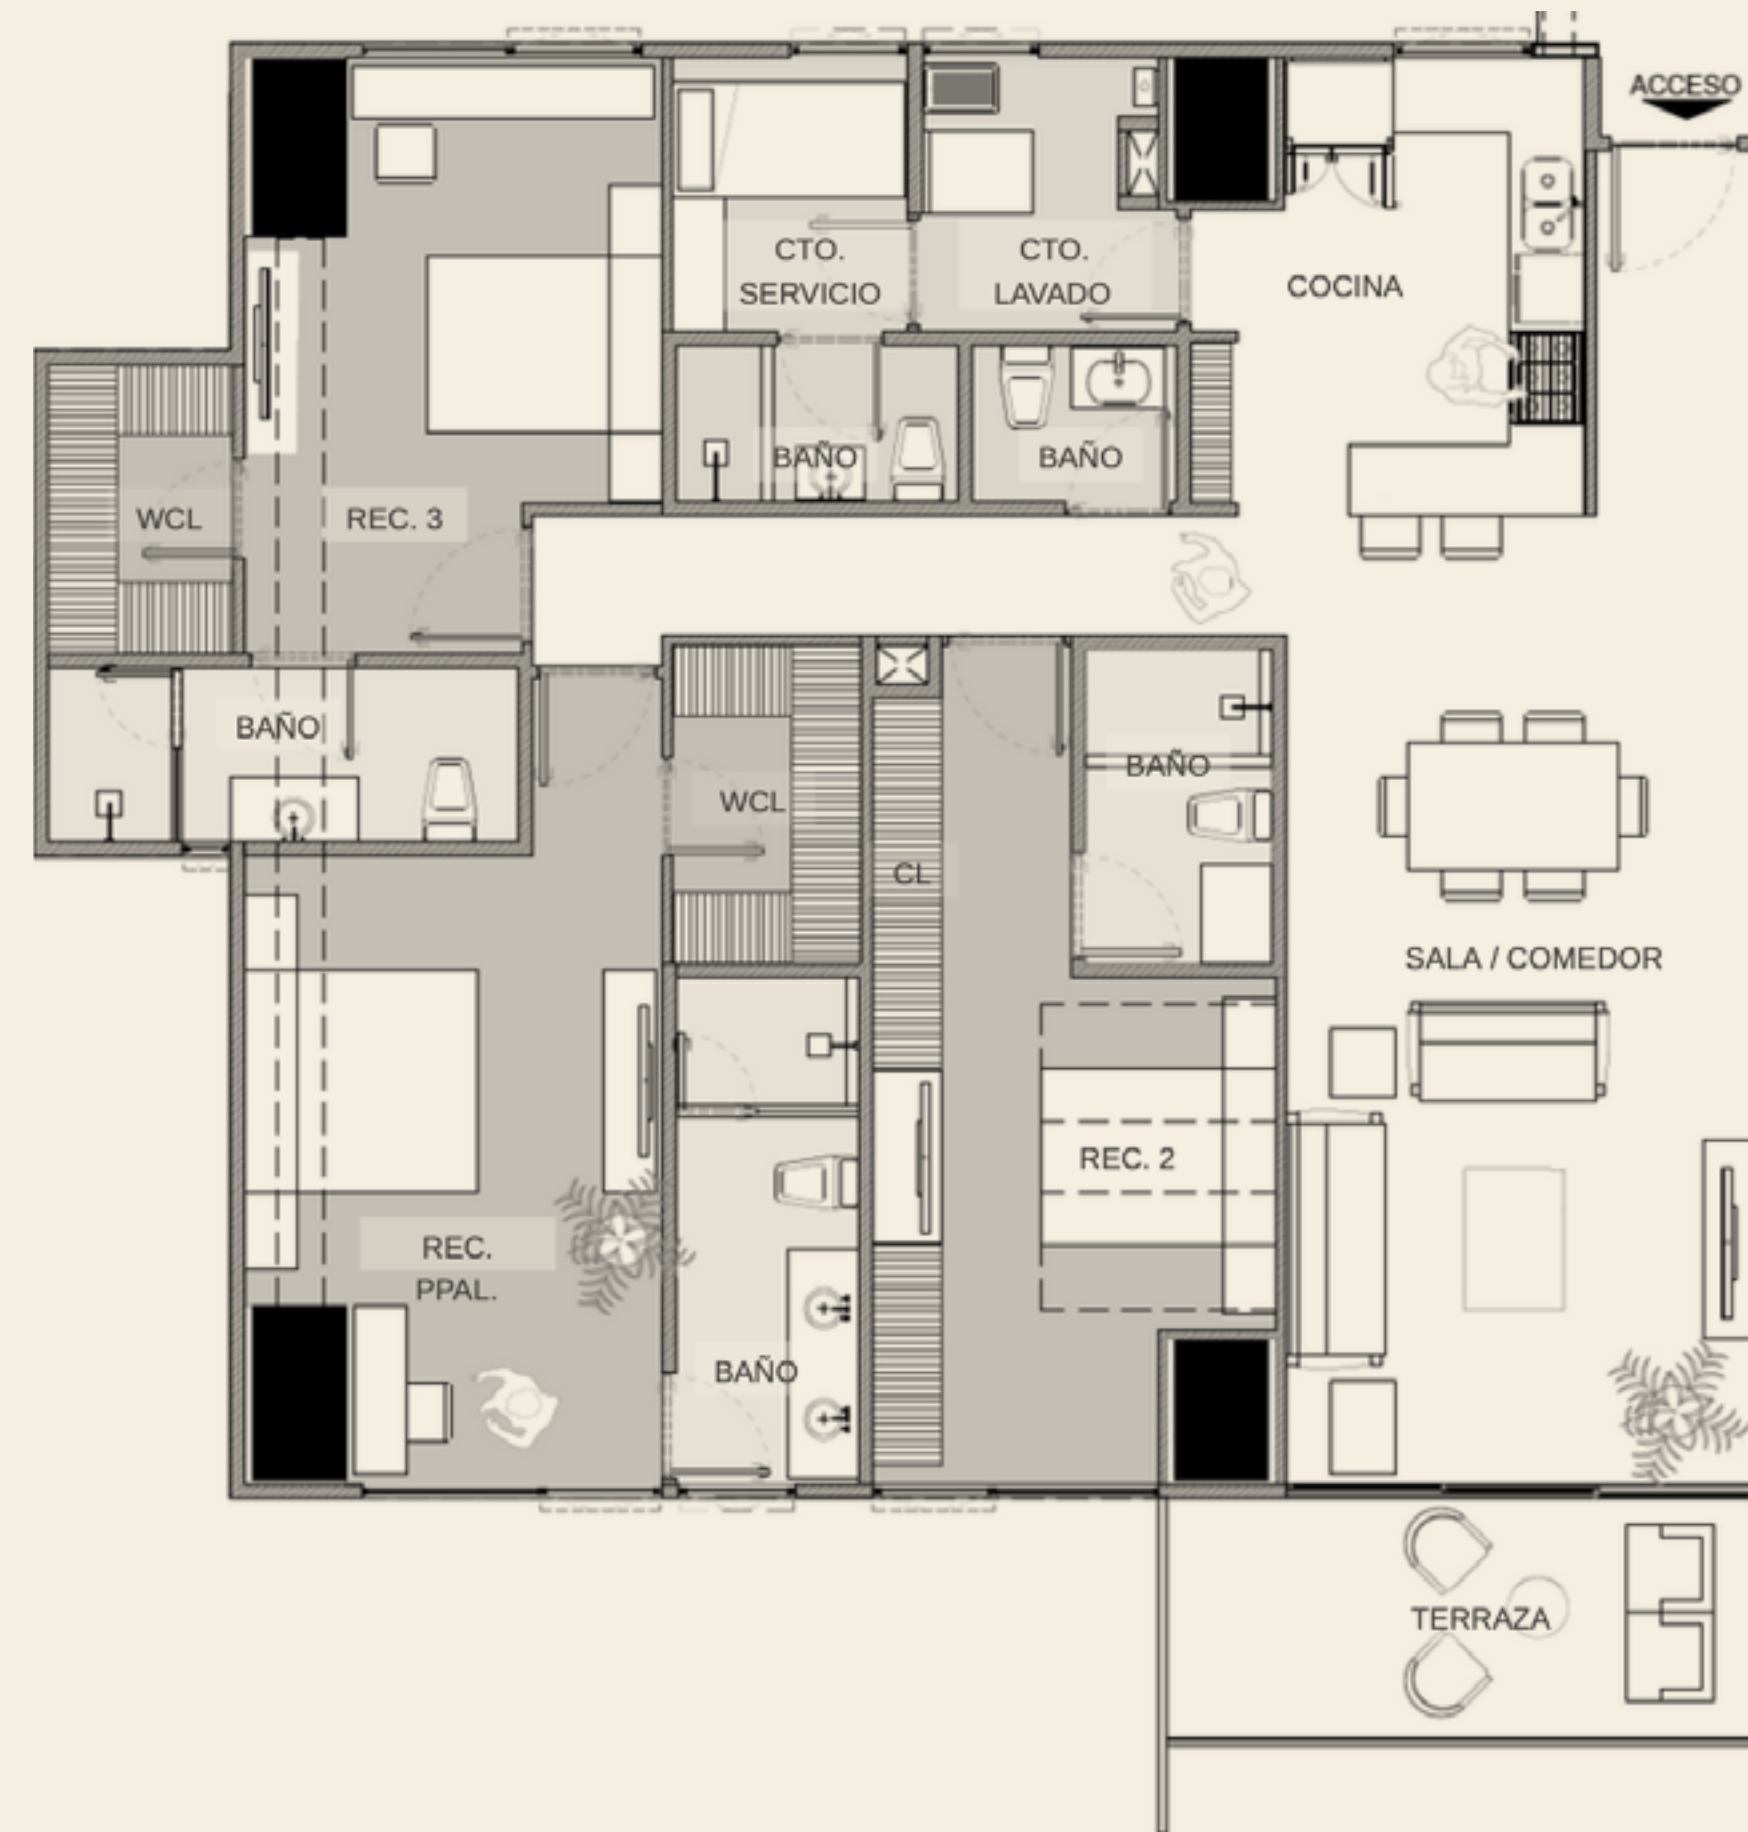 ACCESO
CTO.
SERVICIO
CTO.
LAVADO
COCINA
BAÑO
BAÑO
WCL
REC. 3
BAÑO
BAÑO
WCL
CL
SALA / COMEDOR
REC. 2
REC.
PPAL.
BAÑO
TERRAZA